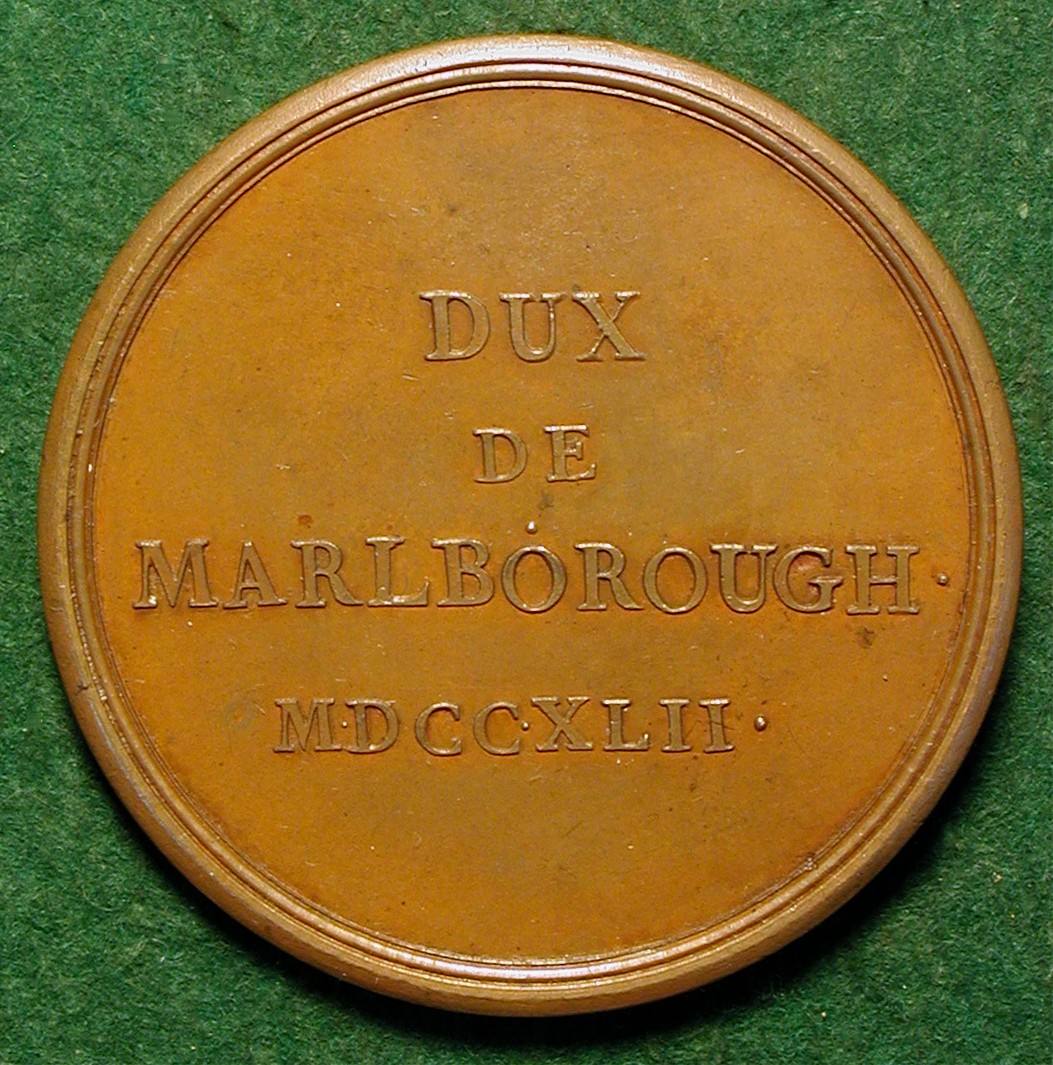 DUX
DE
MARLBOROUGH ·
M·DCC·XLII ·